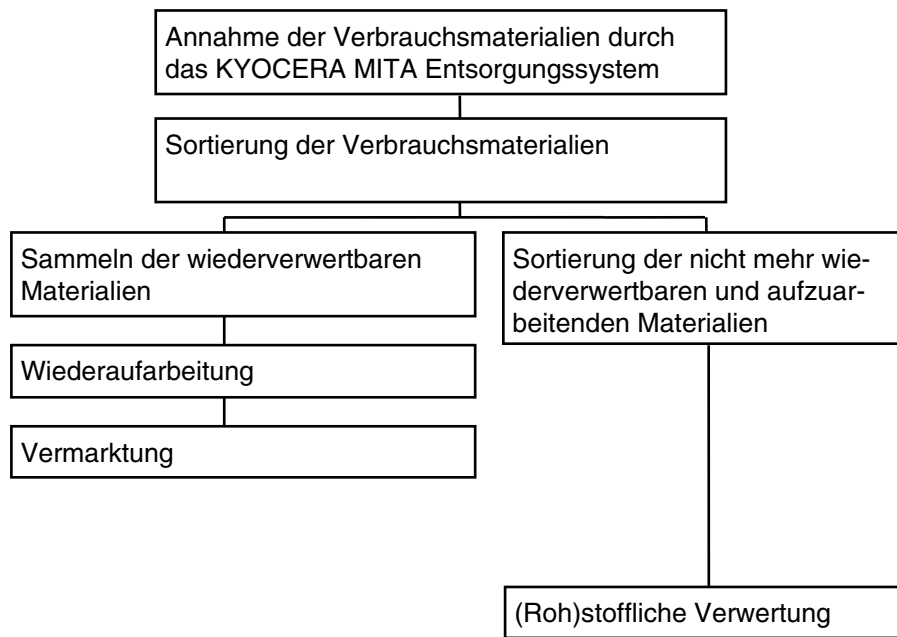 Annahme der Verbrauchsmaterialien durch
das KYOCERA MITA Entsorgungssystem
Sortierung der Verbrauchsmaterialien
Sammeln der wiederverwertbaren
Materialien
Sortierung der nicht mehr wie-
derverwertbaren und aufzuar-
beitenden Materialien
Wiederaufarbeitung
Vermarktung
(Roh)stoffliche Verwertung